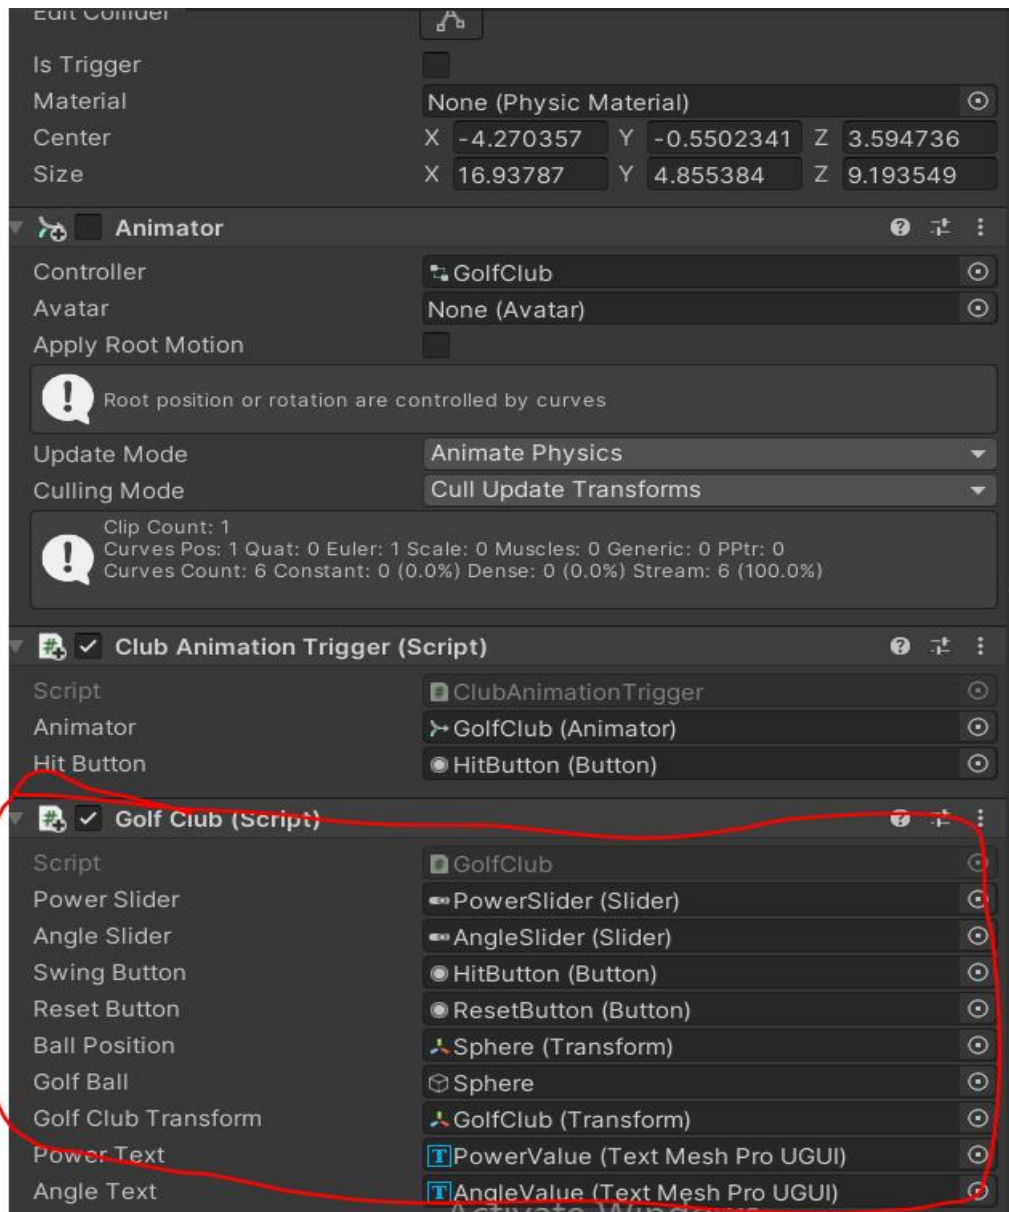 Edit Collider
Is Trigger
Material None (Physic Material)
Center X -4.270357 Y -0.5502341 Z 3.594736
Size X 16.93787 Y 4.855384 Z 9.193549
Animator
Controller GolfClub
Avatar None (Avatar)
Apply Root Motion
Root position or rotation are controlled by curves
Update Mode Animate Physics
Culling Mode Cull Update Transforms
Clip Count: 1
Curves Pos: 1 Quat: 0 Euler: 1 Scale: 0 Muscles: 0 Generic: 0 PPtr: 0
Curves Count: 6 Constant: 0 (0.0%) Dense: 0 (0.0%) Stream: 6 (100.0%)
# Club Animation Trigger (Script)
Script ClubAnimationTrigger
Animator GolfClub (Animator)
Hit Button HitButton (Button)
# Golf Club (Script)
Script GolfClub
Power Slider PowerSlider (Slider)
Angle Slider AngleSlider (Slider)
Swing Button HitButton (Button)
Reset Button ResetButton (Button)
Ball Position Sphere (Transform)
Golf Ball Sphere
Golf Club Transform GolfClub (Transform)
Power Text PowerValue (Text Mesh Pro UGUI)
Angle Text AngleValue (Text Mesh Pro UGUI)
Activate Windows